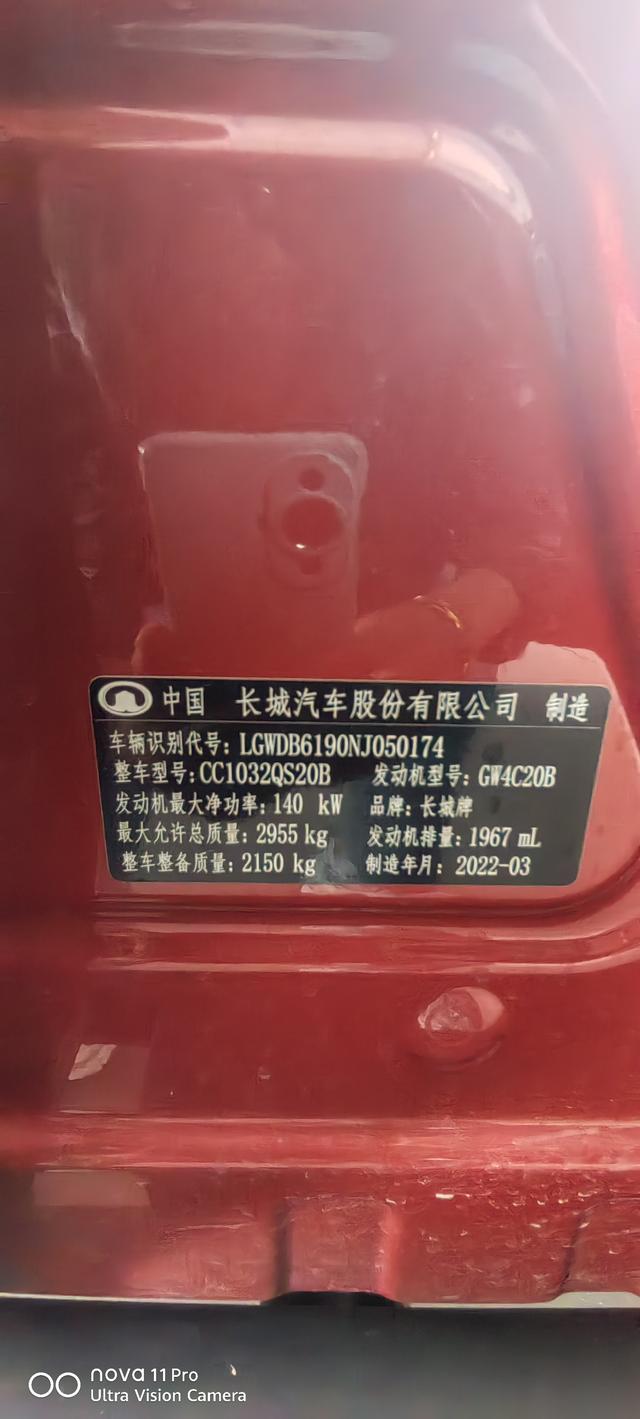 中国 长城汽车股份有限公司 制造
车辆识别代号: LGWDB6190NJ050174
整车型号: CC1032QS20B 发动机型号: GW4C20B
发动机最大净功率: 140 kW 品牌: 长城牌
最大允许总质量: 2955 kg 发动机排量: 1967 mL
整车整备质量: 2150 kg 制造年月: 2022-03
nova 11 Pro
Ultra Vision Camera